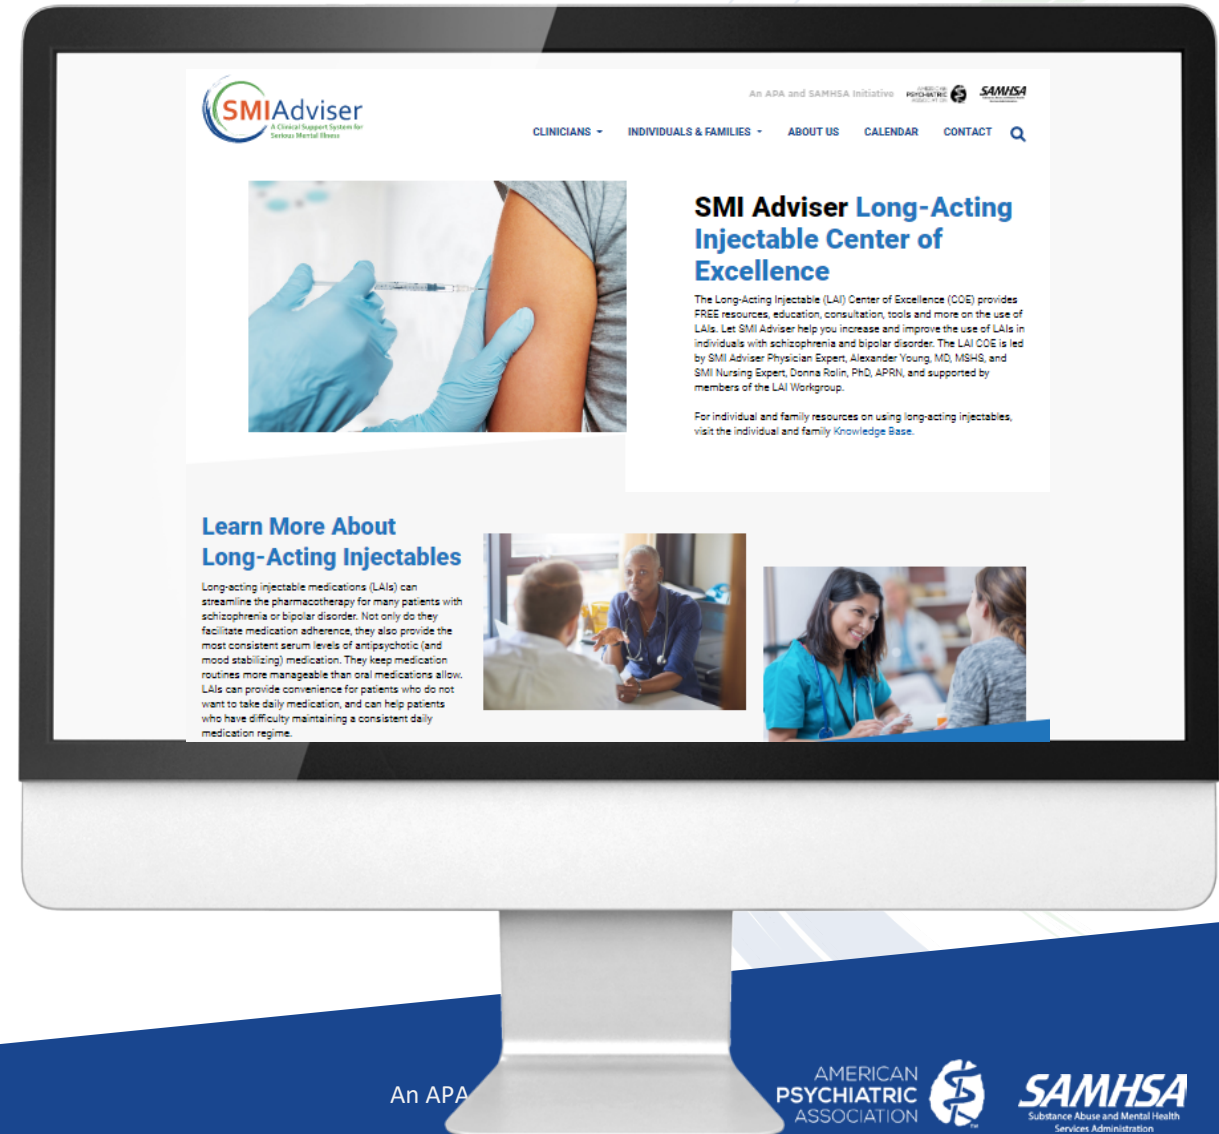 SMIAdviser
A Clinical Support System for
Serious Mental Illness
An APA and SAMHSA Initiative
AMERICAN
PSYCHIATRIC
ASSOCIATION
SAMHSA
CLINICIANS
INDIVIDUALS & FAMILIES
ABOUT US
CALENDAR
CONTACT
SMI Adviser Long-Acting
Injectable Center of
Excellence
The Long-Acting Injectable (LAI) Center of Excellence (COE) provides
FREE resources, education, consultation, tools and more on the use of
LAIs. Let SMI Adviser help you increase and improve the use of LAIs in
individuals with schizophrenia and bipolar disorder. The LAI COE is led
by SMI Adviser Physician Expert, Alexander Young, MD, MSHS, and
SMI Nursing Expert, Donna Rolin, PhD, APRN, and supported by
members of the LAI Workgroup.
For individual and family resources on using long-acting injectables,
visit the individual and family Knowledge Base.
Learn More About
Long-Acting Injectables
Long-acting injectable medications (LAIs) can
streamline the pharmacotherapy for many patients with
schizophrenia or bipolar disorder. Not only do they
facilitate medication adherence, they also provide the
most consistent serum levels of antipsychotic (and
mood stabilizing) medication. They keep medication
routines more manageable than oral medications allow.
LAIs can provide convenience for patients who do not
want to take daily medication, and can help patients
who have difficulty maintaining a consistent daily
medication regime.
An APA
AMERICAN
PSYCHIATRIC
ASSOCIATION
SAMHSA
Substance Abuse and Mental Health
Services Administration